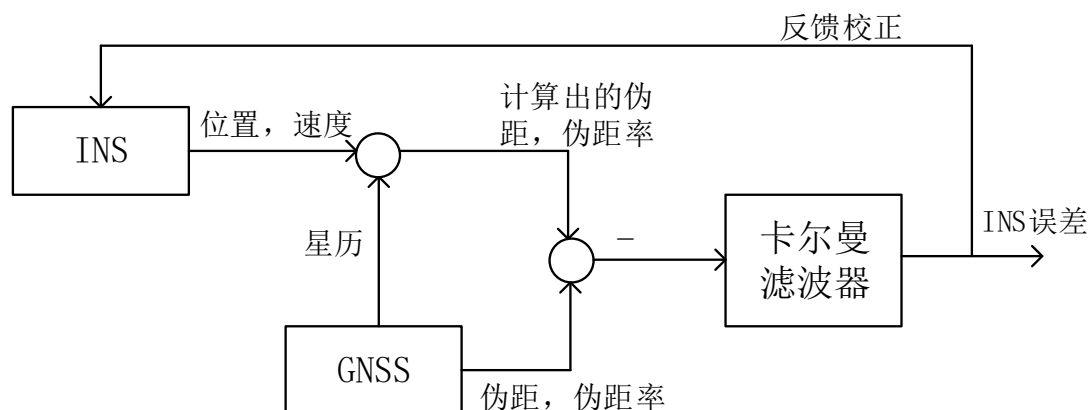 反馈校正
计算出的伪
距，伪距率
位置，速度
INS
INS误差
卡尔曼
滤波器
星历
－
GNSS
伪距，伪距率